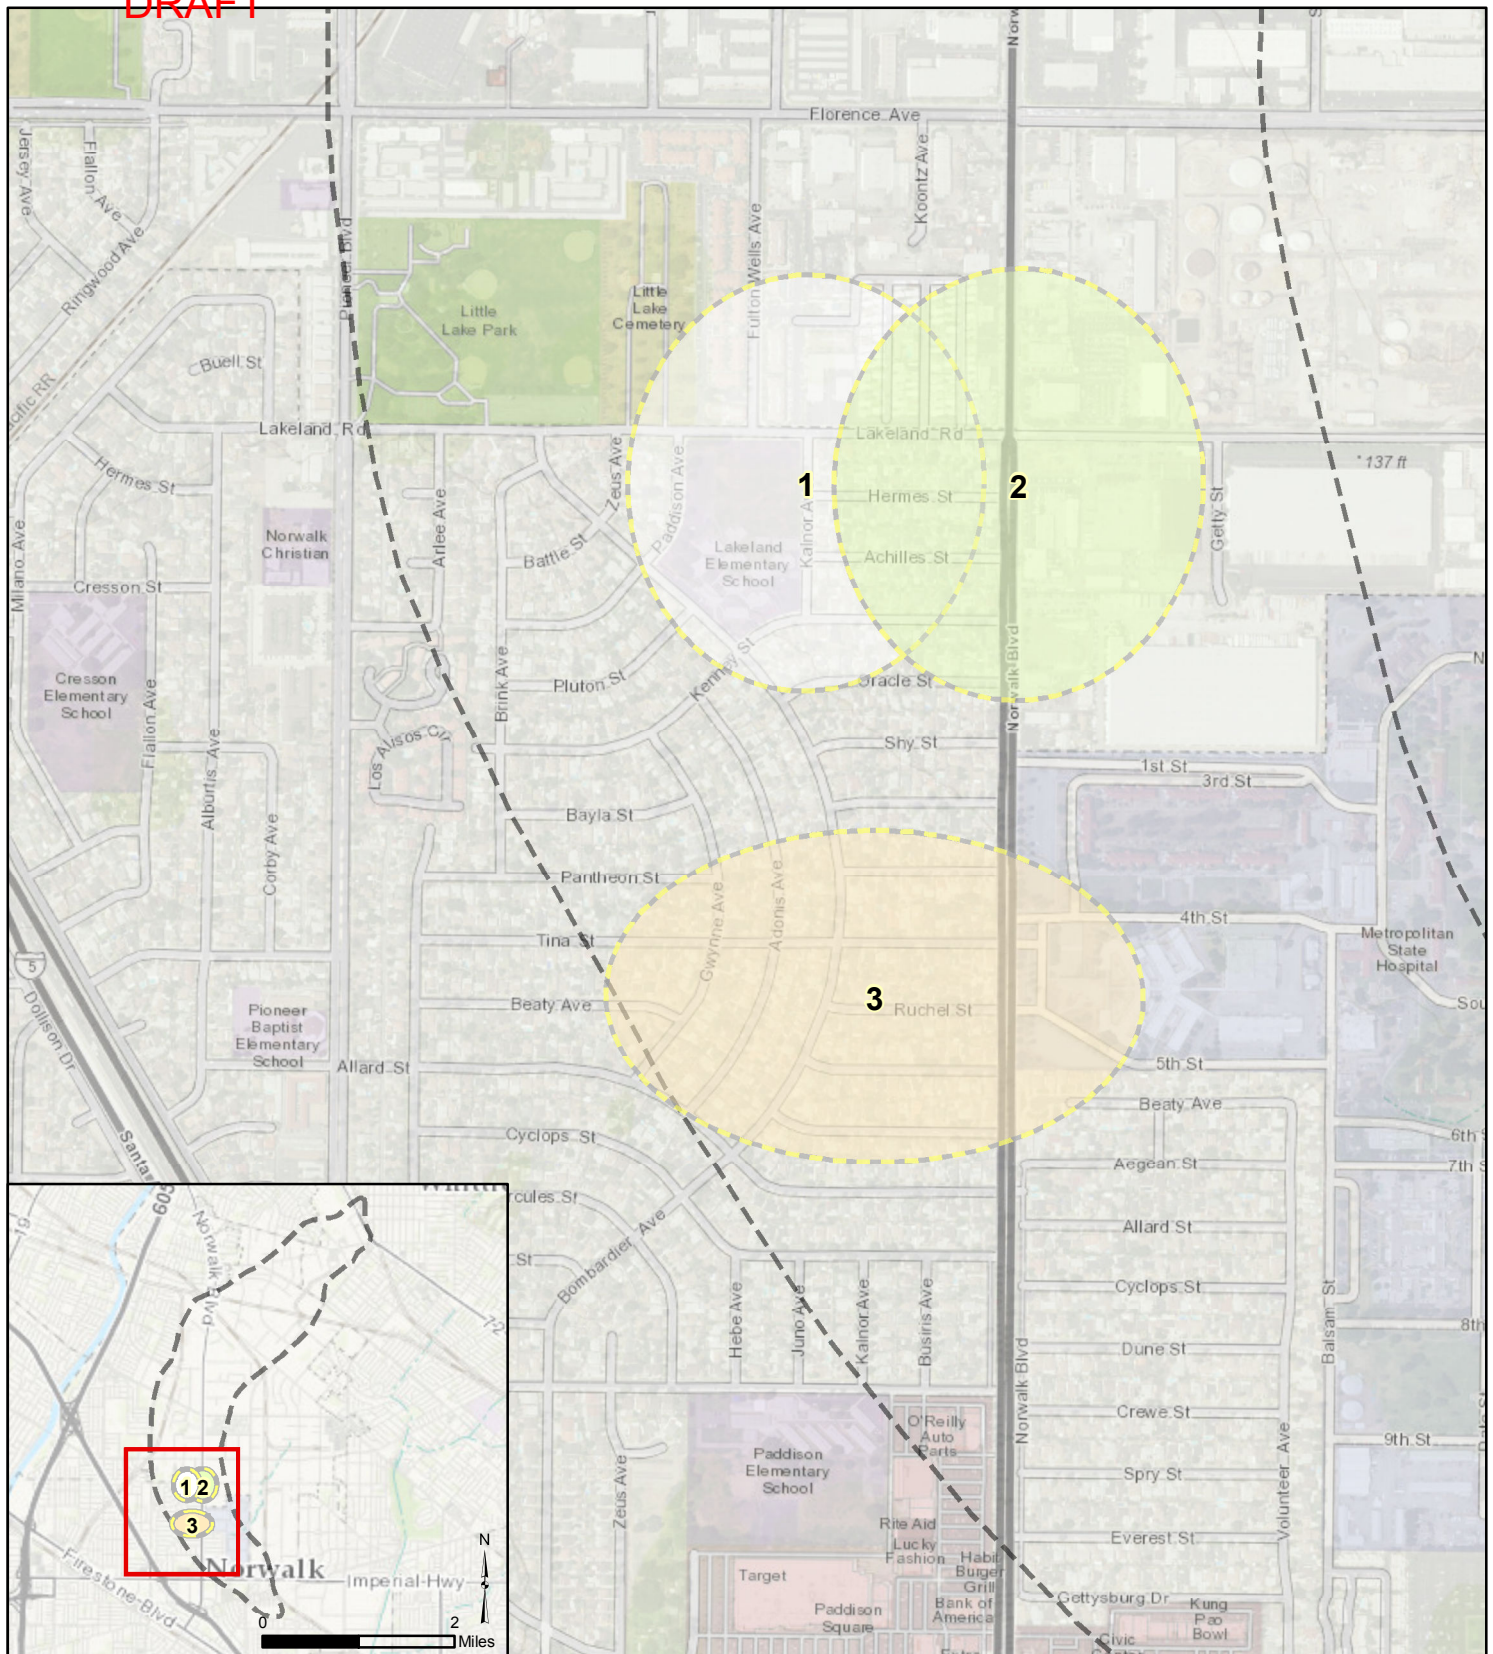 DRAFT
Florence Ave
Jersey Ave
Flallon Ave
Ringwood Ave
Pioneer Blvd
Koontz Ave
Fulton Wells Ave
Little
Lake Park
Little
Lake
Cemetery
Buell St
Lakeland Rd
Lakeland Rd
Hermes St
Zeus Ave
Paddison Ave
1
2
Hermes St
137 ft
Milano Ave
Arlee Ave
Getty St
Norwalk
Christian
Battle St
Lakeland
Elementary
School
Achilles St
Cresson St
Cresson
Elementary
School
Flallon Ave
Alburtis Ave
Brink Ave
Pluton St
Kenney St
Oracle St
Norwalk Blvd
Los Alisos Cir
Shy St
1st St
3rd St
Bayla St
Corby Ave
Pantheon St
Gwynne Ave
Adonis Ave
4th St
Tina St
Metropolitan
State
Hospital
5
Dollison Dr
Beaty Ave
3
Ruchel St
Pioneer
Baptist
Elementary
School
Allard St
5th St
Beaty Ave
Cyclops St
6th
7th
Aegean St
Santa
Bombardier Ave
Allard St
Cyclops St
Hebe Ave
Juno Ave
Kalnor Ave
Busiris Ave
Dune St
Balsam St
8th
Norwalk Blvd
Crewe St
9th St
O'Reilly
Auto
Parts
Paddison
Elementary
School
Zeus Ave
Spry St
Volunteer Ave
Rite Aid
Lucky
Fashion
Everest St
Habit
Burger
Grill
Target
Bank of
America
Gettysburg Dr
Kung
Pao
Bowl
Paddison
Square
Civic
605
19
Norwalk Blvd
72
1 2
3
Norwalk
Firestone Blvd
Imperial Hwy
N
0 2
Miles